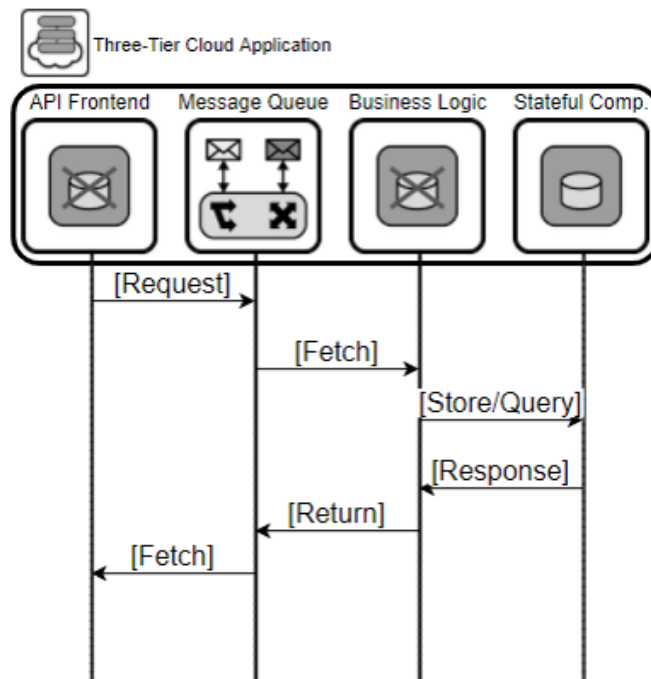 Three-Tier Cloud Application
API Frontend Message Queue Business Logic Stateful Comp.
[Request]
[Fetch]
[Store/Query]
[Response]
[Return]
[Fetch]